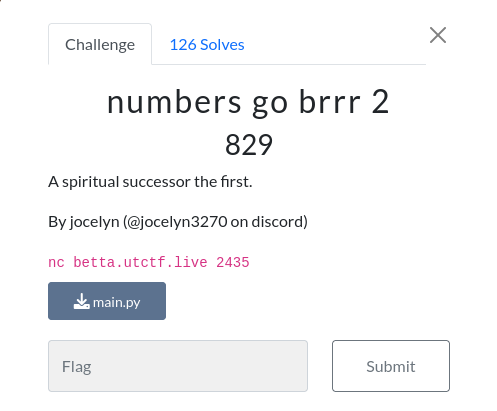 Challenge
126 Solves
numbers go brrr 2
829
A spiritual successor the first.
By jocelyn (@jocelyn3270 on discord)
nc betta.utctf.live 2435
main.py
Flag
Submit